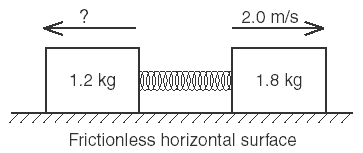 ? 2.0 m/s
1.2 kg 1.8 kg
Frictionless horizontal surface